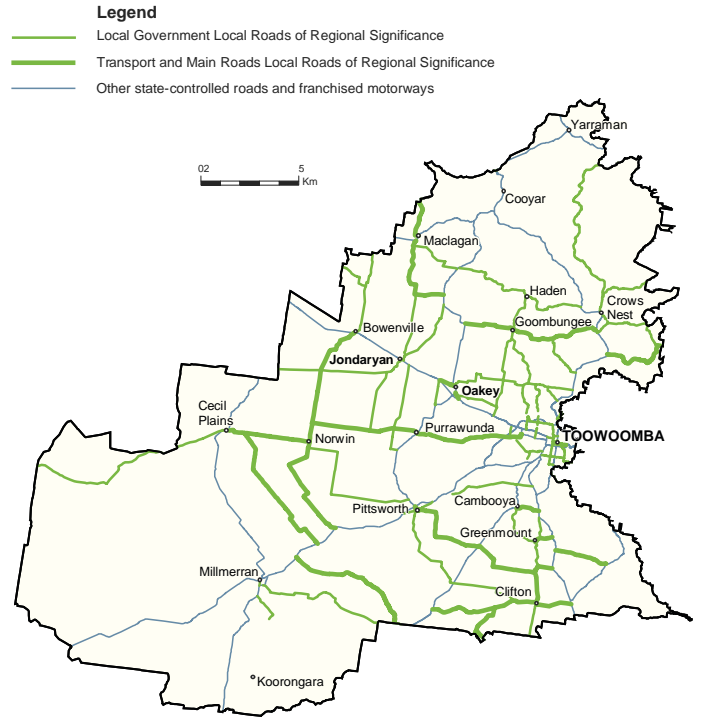 Legend
Local Government Local Roads of Regional Significance
Transport and Main Roads Local Roads of Regional Significance
Other state-controlled roads and franchised motorways
Yarraman
02 5
Km
Cooyar
Maclagan
Haden
Crows
Nest
Goombungee
Bowenville
Jondaryan
Oakey
Cecil
Plains
Purrawunda
Norwin
TOOWOOMBA
Pittsworth
Cambooya
Greenmount
Millmerran
Clifton
Koorongara